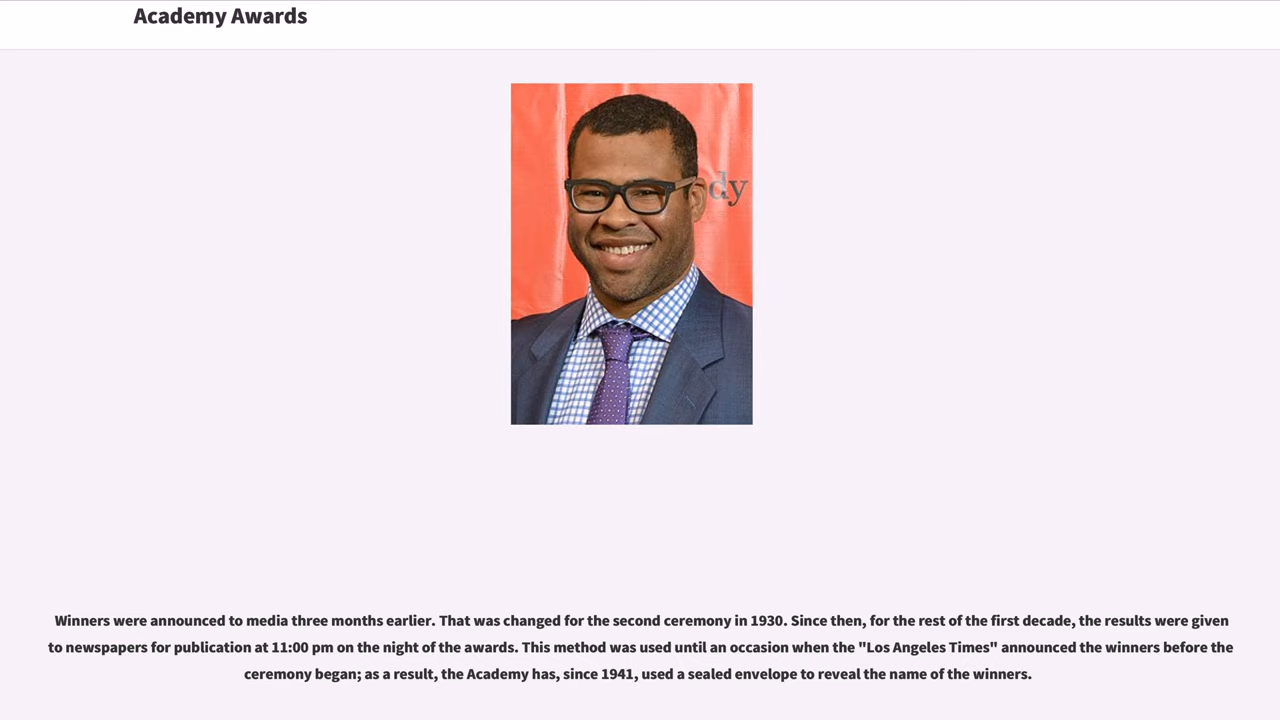 Academy Awards
dy
Winners were announced to media three months earlier. That was changed for the second ceremony in 1930. Since then, for the rest of the first decade, the results were given
to newspapers for publication at 11:00 pm on the night of the awards. This method was used until an occasion when the "Los Angeles Times" announced the winners before the
ceremony began; as a result, the Academy has, since 1941, used a sealed envelope to reveal the name of the winners.